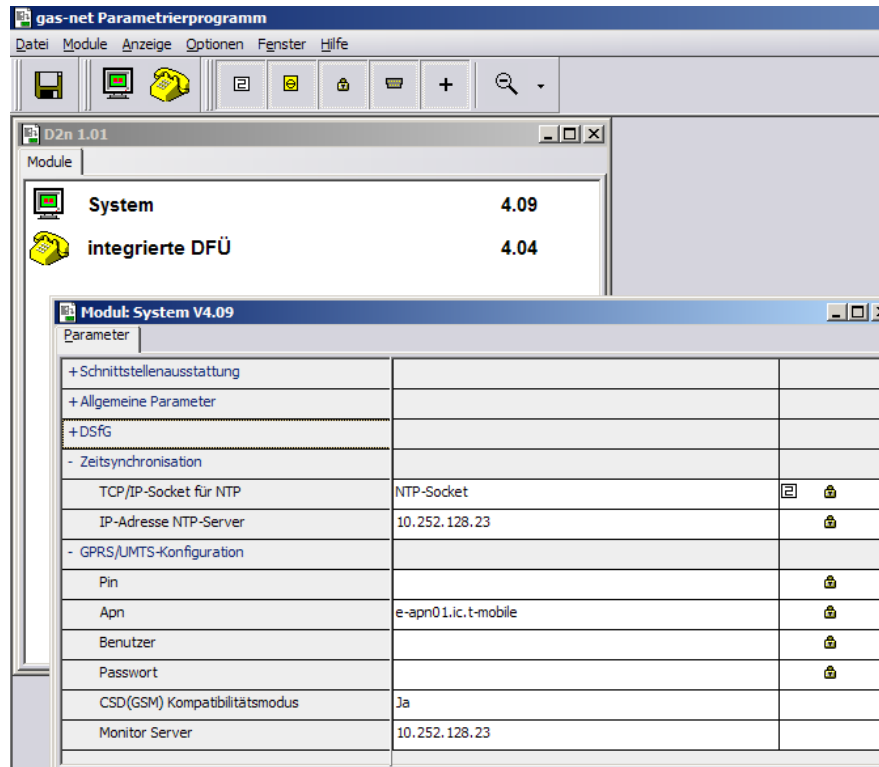 gas-net Parametrierprogramm
Datei Module Anzeige Optionen Fenster Hilfe
D2n 1.01
Module
System 4.09
integrierte DFÜ 4.04
Modul: System V4.09
Parameter
+Schnittstellenausstattung
+Allgemeine Parameter
+DSfG
- Zeitsynchronisation
TCP/IP-Socket für NTP NTP-Socket
IP-Adresse NTP-Server 10.252.128.23
- GPRS/UMTS-Konfiguration
Pin
Apn e-apn01.ic.t-mobile
Benutzer
Passwort
CSD(GSM) Kompatibilitätsmodus Ja
Monitor Server 10.252.128.23